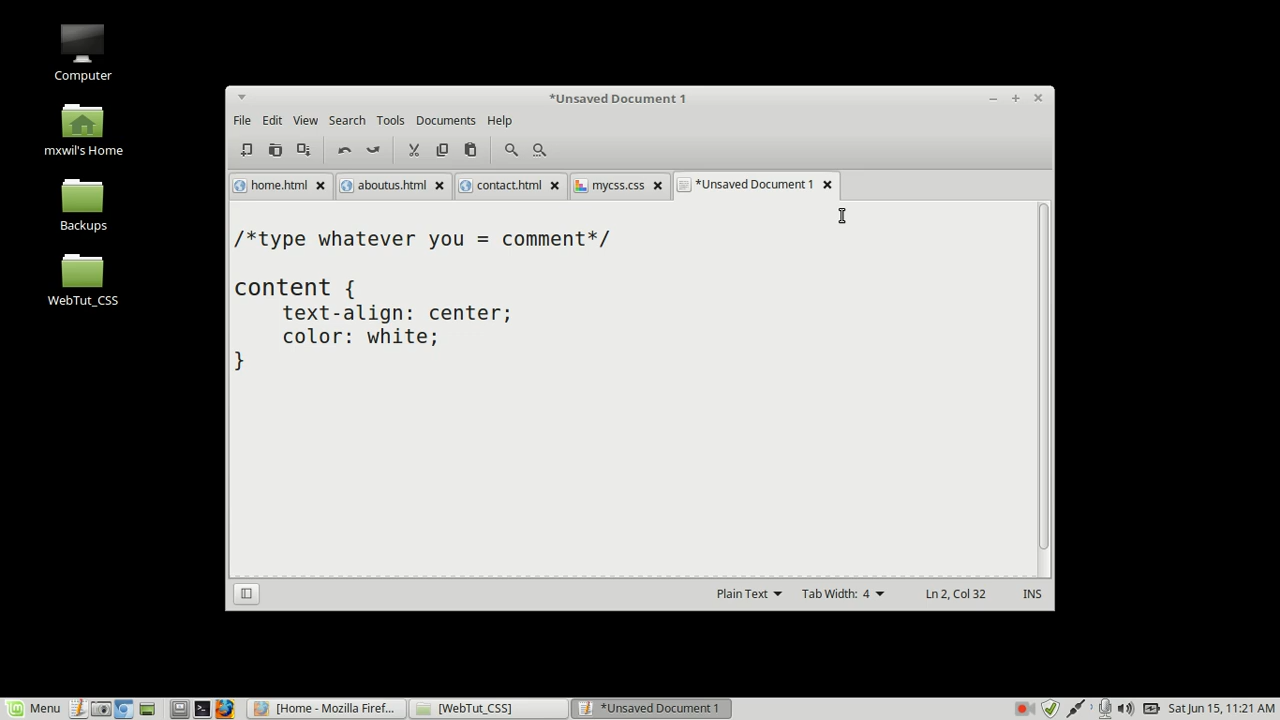 Computer
mxwil's Home
Backups
WebTut_CSS
*Unsaved Document 1
File Edit View Search Tools Documents Help
home.html aboutus.html contact.html mycss.css *Unsaved Document 1
/*type whatever you = comment*/
content {
text-align: center;
color: white;
}
Plain Text Tab Width: 4 Ln 2, Col 32 INS
Menu [Home - Mozilla Firef... [WebTut_CSS] *Unsaved Document 1 Sat Jun 15, 11:21 AM